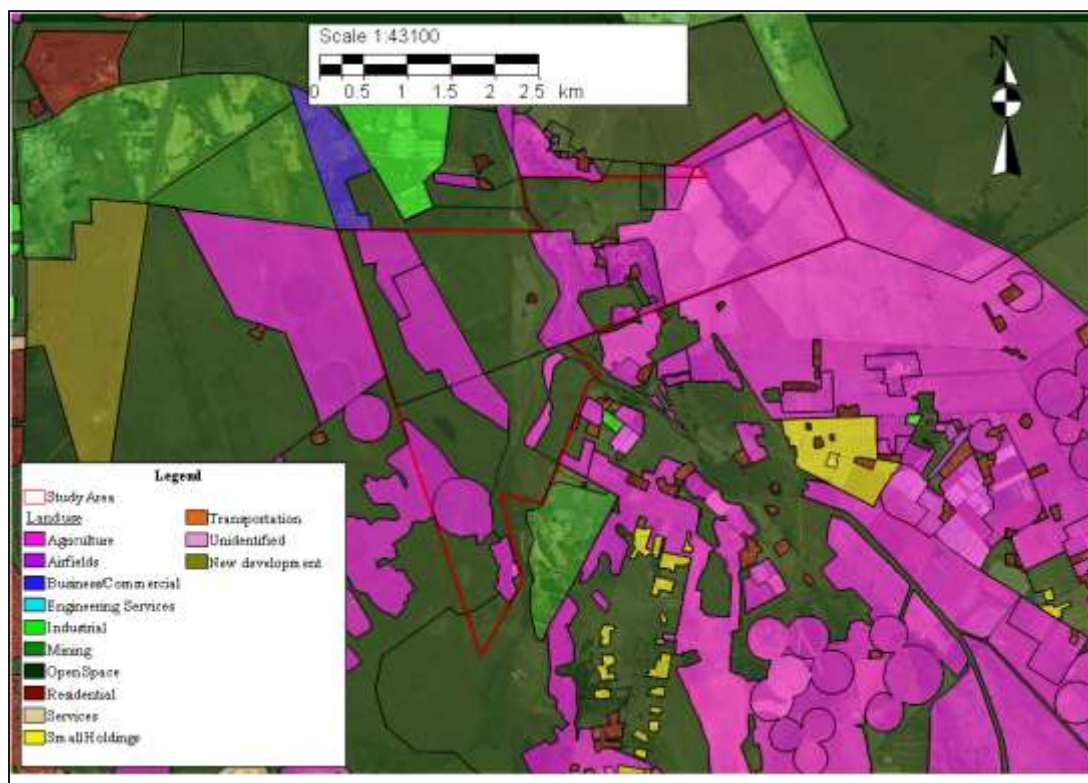 Scale 1:43100
0 0.5 1 1.5 2 2.5 km
N
Legend
Study Area
Landuse
Agriculture
Airfields
Business/Commercial
Engineering Services
Industrial
Mining
Open Space
Residential
Services
Small Holdings
Transportation
Unidentified
New development